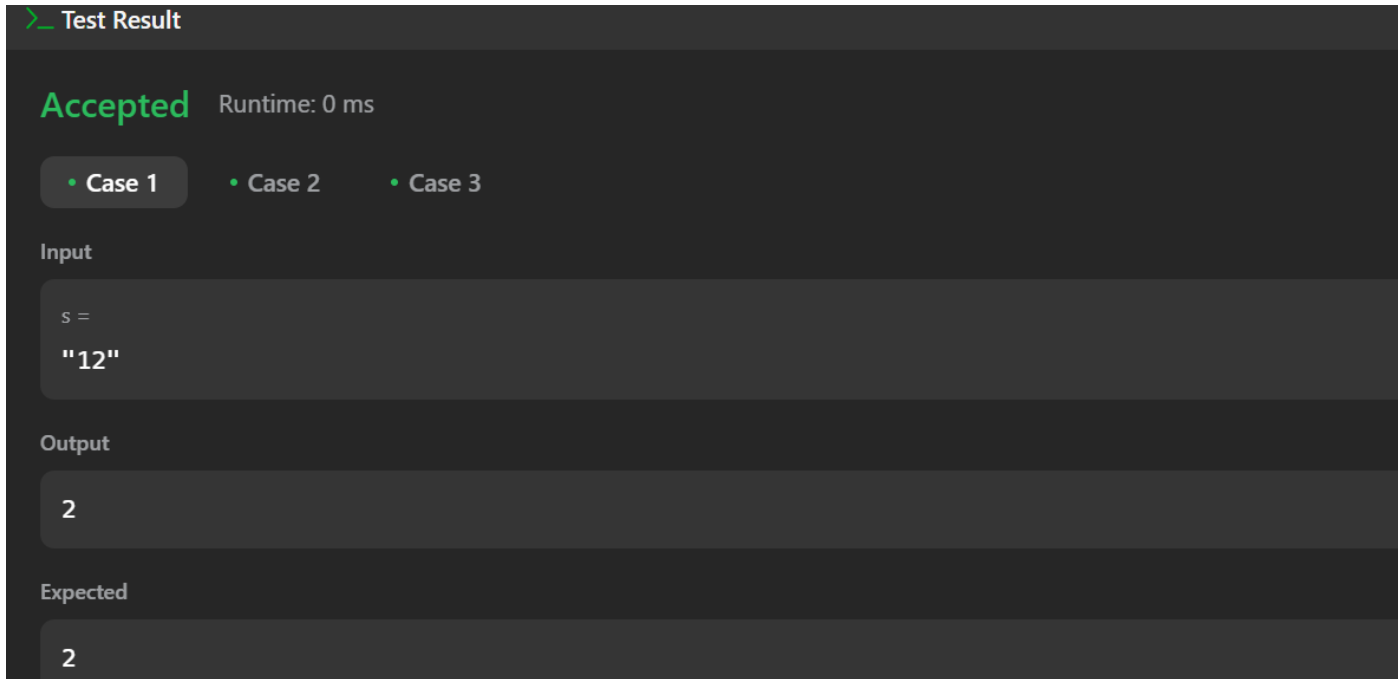 >_ Test Result
Accepted Runtime: 0 ms
• Case 1 • Case 2 • Case 3
Input
s =
"12"
Output
2
Expected
2